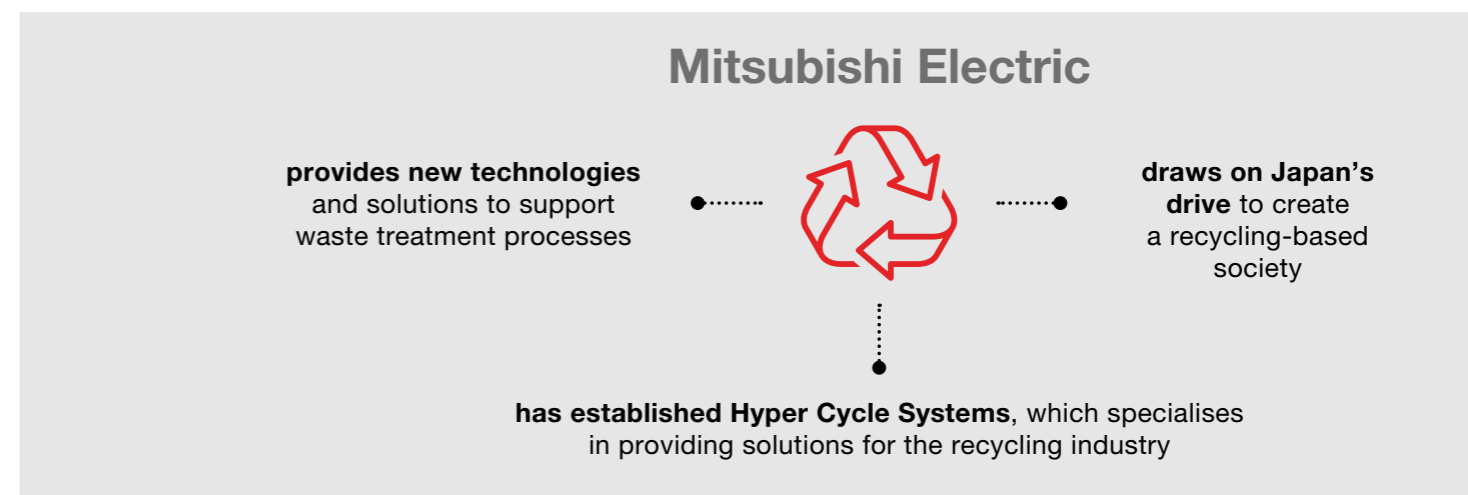 Mitsubishi Electric
provides new technologies
and solutions to support
waste treatment processes
draws on Japan’s
drive to create
a recycling-based
society
has established Hyper Cycle Systems, which specialises
in providing solutions for the recycling industry